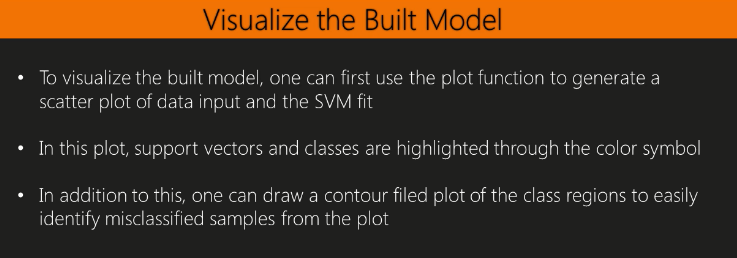 Visualize the Built Model
• To visualize the built model, one can first use the plot function to generate a
scatter plot of data input and the SVM fit
• In this plot, support vectors and classes are highlighted through the color symbol
• In addition to this, one can draw a contour filed plot of the class regions to easily
identify misclassified samples from the plot